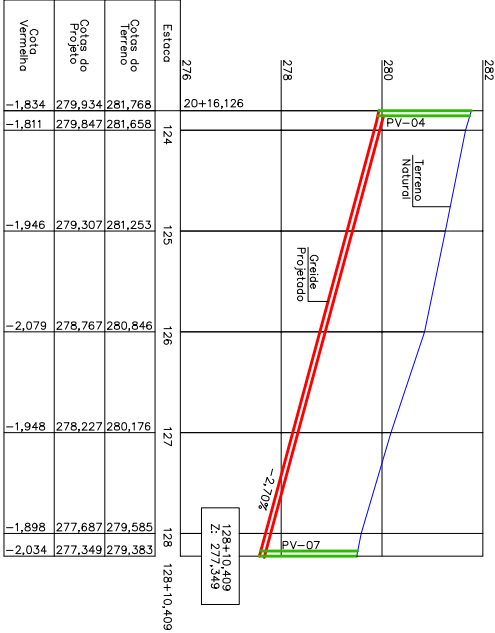 276
278
280
282
20+16,126
PV-04
Terreno
Natural
Greide
Projetado
-2,70%
PV-07
128+10,409
Z: 277,349
Estaca
124
125
126
127
128
128+10,409
Cotas do
Terreno
281,768
281,658
281,253
280,846
280,176
279,585
279,383
Cotas do
Projeto
279,934
279,847
279,307
278,767
278,227
277,687
277,349
Cota
Vermelha
-1,834
-1,811
-1,946
-2,079
-1,948
-1,898
-2,034